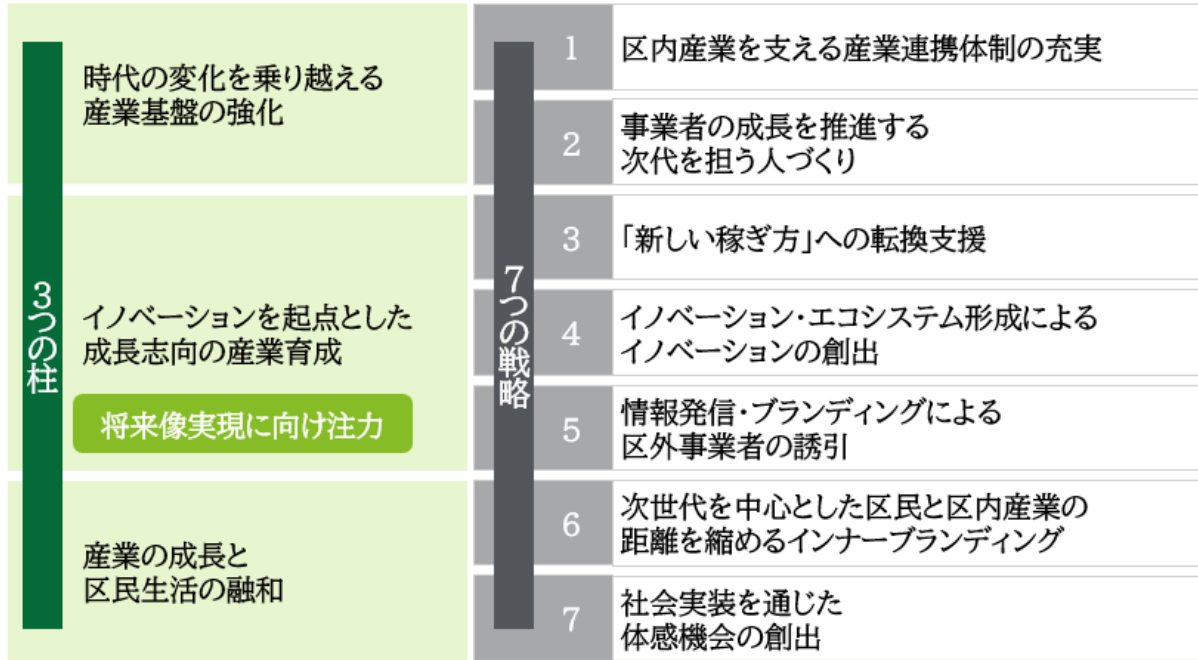 3つの柱
時代の変化を乗り越える
産業基盤の強化
イノベーションを起点とした
成長志向の産業育成
将来像実現に向け注力
産業の成長と
区民生活の融和
7つの戦略
1
区内産業を支える産業連携体制の充実
2
事業者の成長を推進する
次代を担う人づくり
3
「新しい稼ぎ方」への転換支援
4
イノベーション・エコシステム形成による
イノベーションの創出
5
情報発信・ブランディングによる
区外事業者の誘引
6
次世代を中心とした区民と区内産業の
距離を縮めるインナーブランディング
7
社会実装を通じた
体感機会の創出